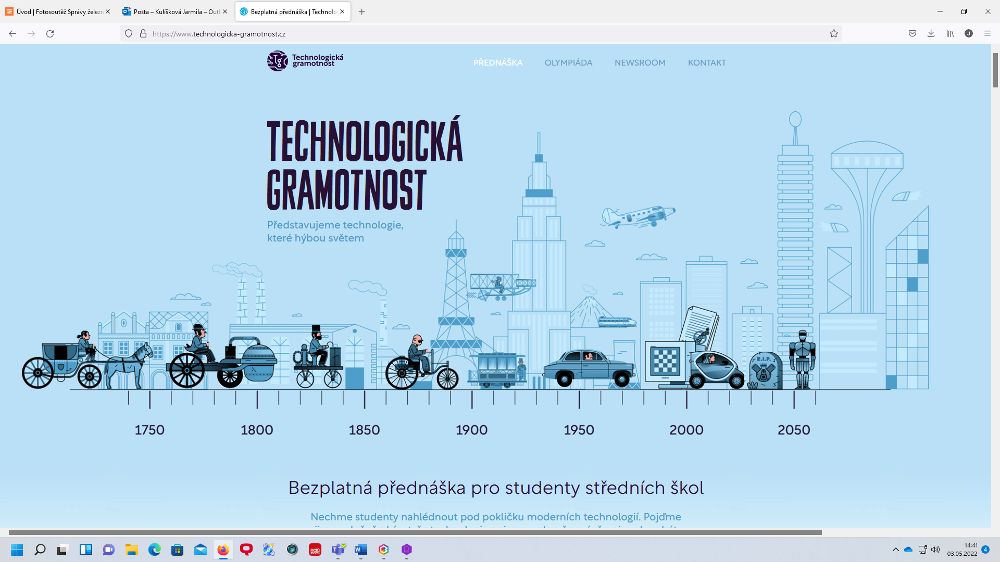 Úvod | Fotosoutěž Správy železn
Pošta – Kulíšková Jarmila – Outl
Bezplatná přednáška | Technolo
https://www.technologicka-gramotnost.cz
J
Technologická
gramotnost
PŘEDNÁŠKA
OLYMPIÁDA
NEWSROOM
KONTAKT
TECHNOLOGICKÁ
GRAMOTNOST
Představujeme technologie,
které hýbou světem
R.I.P.
1750
1800
1850
1900
1950
2000
2050
Bezplatná přednáška pro studenty středních škol
Nechme studenty nahlédnout pod pokličku moderních technologií. Pojďme
14:41
03.05.2022
4